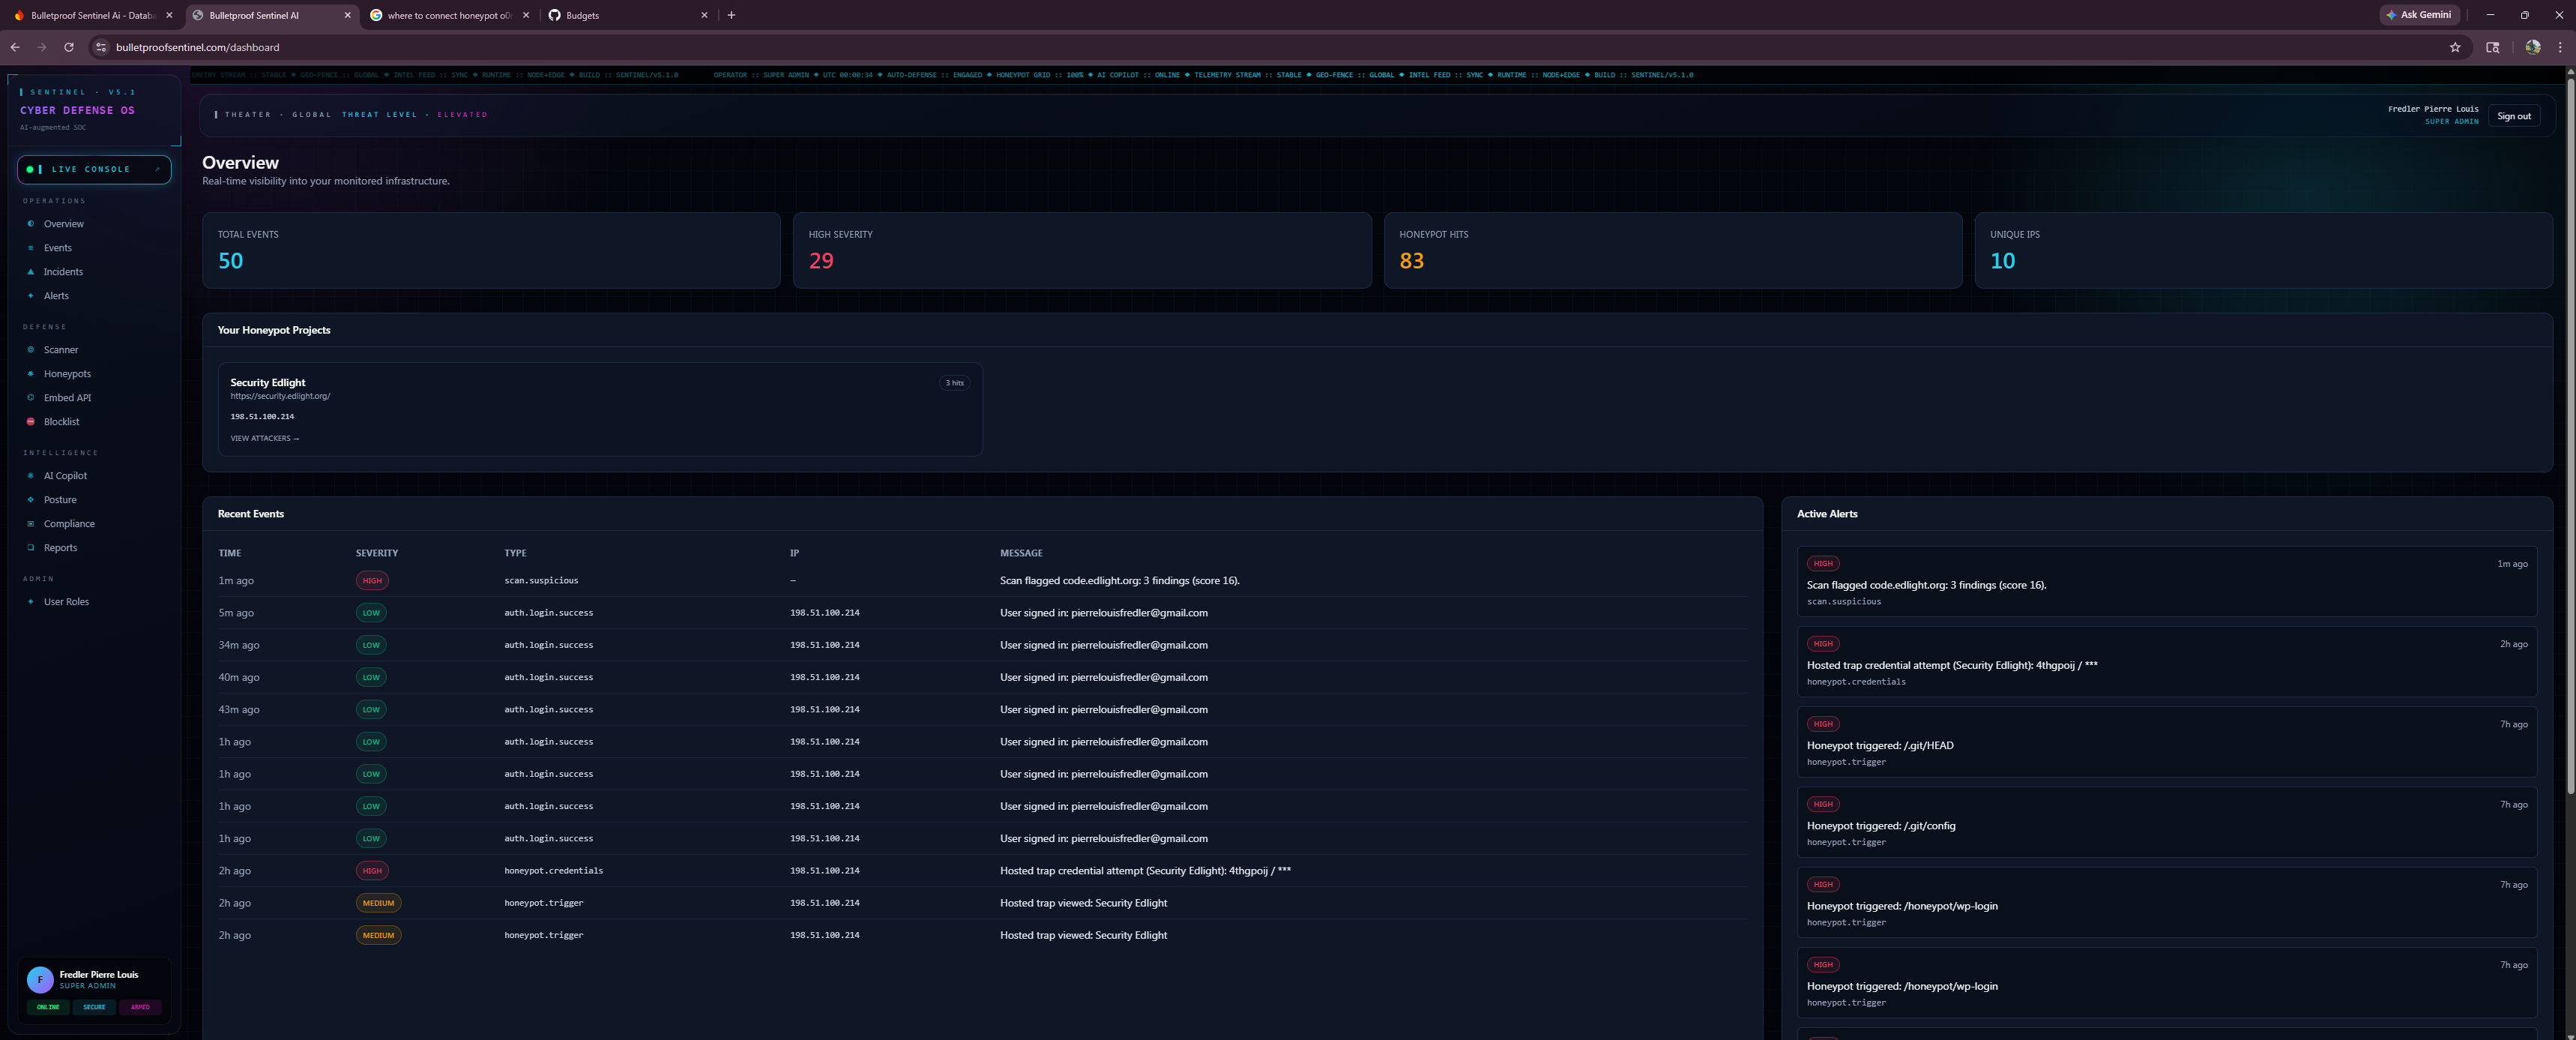 Bulletproof Sentinel Ai - Databa
Bulletproof Sentinel AI
where to connect honeypot o0r
Budgets
Ask Gemini
bulletproofsentinel.com/dashboard
SENTINEL · V5.1
CYBER DEFENSE OS
AI-augmented SOC
LIVE CONSOLE
OPERATIONS
Overview
Events
Incidents
Alerts
DEFENSE
Scanner
Honeypots
Embed API
Blocklist
INTELLIGENCE
AI Copilot
Posture
Compliance
Reports
ADMIN
User Roles
F
Fredler Pierre Louis
SUPER ADMIN
ONLINE SECURE ARMED
EMETRY STREAM :: STABLE ◆ GEO-FENCE :: GLOBAL ◆ INTEL FEED :: SYNC ◆ RUNTIME :: NODE+EDGE ◆ BUILD :: SENTINEL/v5.1.0 OPERATOR :: SUPER ADMIN ◆ UTC 00:00:34 ◆ AUTO-DEFENSE :: ENGAGED ◆ HONEYPOT GRID :: 100% ◆ AI COPILOT :: ONLINE ◆ TELEMETRY STREAM :: STABLE ◆ GEO-FENCE :: GLOBAL ◆ INTEL FEED :: SYNC ◆ RUNTIME :: NODE+EDGE ◆ BUILD :: SENTINEL/v5.1.0
THEATER · GLOBAL THREAT LEVEL · ELEVATED
Fredler Pierre Louis
SUPER ADMIN
Sign out
Overview
Real-time visibility into your monitored infrastructure.
TOTAL EVENTS
50
HIGH SEVERITY
29
HONEYPOT HITS
83
UNIQUE IPS
10
Your Honeypot Projects
Security Edlight
3 hits
https://security.edlight.org/
198.51.100.214
VIEW ATTACKERS →
Recent Events
TIME SEVERITY TYPE IP MESSAGE
1m ago HIGH scan.suspicious — Scan flagged code.edlight.org: 3 findings (score 16).
5m ago LOW auth.login.success 198.51.100.214 User signed in: pierrelouisfredler@gmail.com
34m ago LOW auth.login.success 198.51.100.214 User signed in: pierrelouisfredler@gmail.com
40m ago LOW auth.login.success 198.51.100.214 User signed in: pierrelouisfredler@gmail.com
43m ago LOW auth.login.success 198.51.100.214 User signed in: pierrelouisfredler@gmail.com
1h ago LOW auth.login.success 198.51.100.214 User signed in: pierrelouisfredler@gmail.com
1h ago LOW auth.login.success 198.51.100.214 User signed in: pierrelouisfredler@gmail.com
1h ago LOW auth.login.success 198.51.100.214 User signed in: pierrelouisfredler@gmail.com
1h ago LOW auth.login.success 198.51.100.214 User signed in: pierrelouisfredler@gmail.com
2h ago HIGH honeypot.credentials 198.51.100.214 Hosted trap credential attempt (Security Edlight): 4thgpoij / ***
2h ago MEDIUM honeypot.trigger 198.51.100.214 Hosted trap viewed: Security Edlight
2h ago MEDIUM honeypot.trigger 198.51.100.214 Hosted trap viewed: Security Edlight
Active Alerts
HIGH 1m ago
Scan flagged code.edlight.org: 3 findings (score 16).
scan.suspicious
HIGH 2h ago
Hosted trap credential attempt (Security Edlight): 4thgpoij / ***
honeypot.credentials
HIGH 7h ago
Honeypot triggered: /.git/HEAD
honeypot.trigger
HIGH 7h ago
Honeypot triggered: /.git/config
honeypot.trigger
HIGH 7h ago
Honeypot triggered: /honeypot/wp-login
honeypot.trigger
HIGH 7h ago
Honeypot triggered: /honeypot/wp-login
honeypot.trigger